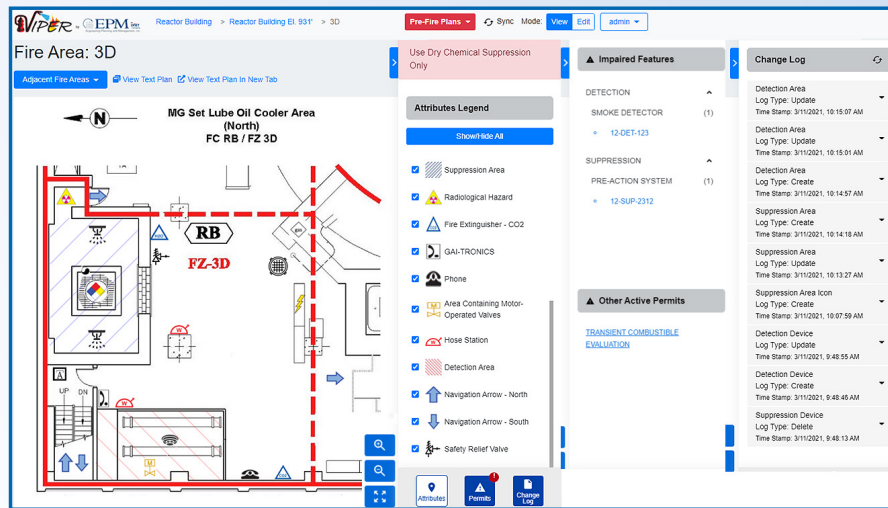 VIPER by EPM
Reactor Building > Reactor Building El. 931' > 3D
Pre-Fire Plans
Sync
Mode:
View
Edit
admin
Fire Area: 3D
Adjacent Fire Areas
View Text Plan
View Text Plan In New Tab
N
MG Set Lube Oil Cooler Area
(North)
FC RB / FZ 3D
RB
FZ-3D
A
UP DN
W
W
M
CO2
CO2
Use Dry Chemical Suppression
Only
Attributes Legend
Show/Hide All
Suppression Area
Radiological Hazard
Fire Extinguisher - CO2
GAI-TRONICS
Phone
Area Containing Motor-
Operated Valves
Hose Station
Detection Area
Navigation Arrow - North
Navigation Arrow - South
Safety Relief Valve
Attributes
Permits
!
Change
Log
Impaired Features
DETECTION
SMOKE DETECTOR (1)
12-DET-123
SUPPRESSION
PRE-ACTION SYSTEM (1)
12-SUP-2312
Other Active Permits
TRANSIENT COMBUSTIBLE
EVALUATION
Change Log
Detection Area
Log Type: Update
Time Stamp: 3/11/2021, 10:15:07 AM
Detection Area
Log Type: Update
Time Stamp: 3/11/2021, 10:15:01 AM
Detection Area
Log Type: Create
Time Stamp: 3/11/2021, 10:14:57 AM
Suppression Area
Log Type: Create
Time Stamp: 3/11/2021, 10:14:18 AM
Suppression Area
Log Type: Update
Time Stamp: 3/11/2021, 10:13:27 AM
Suppression Area Icon
Log Type: Create
Time Stamp: 3/11/2021, 10:07:59 AM
Detection Device
Log Type: Update
Time Stamp: 3/11/2021, 9:48:55 AM
Detection Device
Log Type: Create
Time Stamp: 3/11/2021, 9:48:46 AM
Suppression Device
Log Type: Delete
Time Stamp: 3/11/2021, 9:48:13 AM